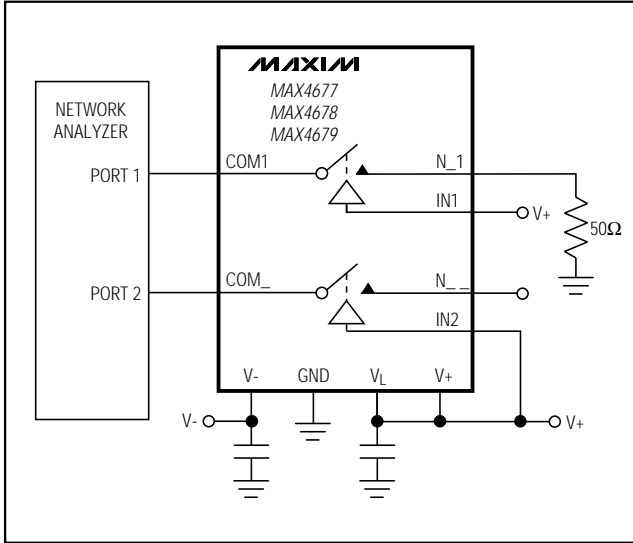 MAXIM
MAX4677
MAX4678
MAX4679
NETWORK
ANALYZER
PORT 1
COM1
N_1
IN1
V+
50Ω
PORT 2
COM_
N_ _
IN2
V-
GND
VL
V+
V-
V+